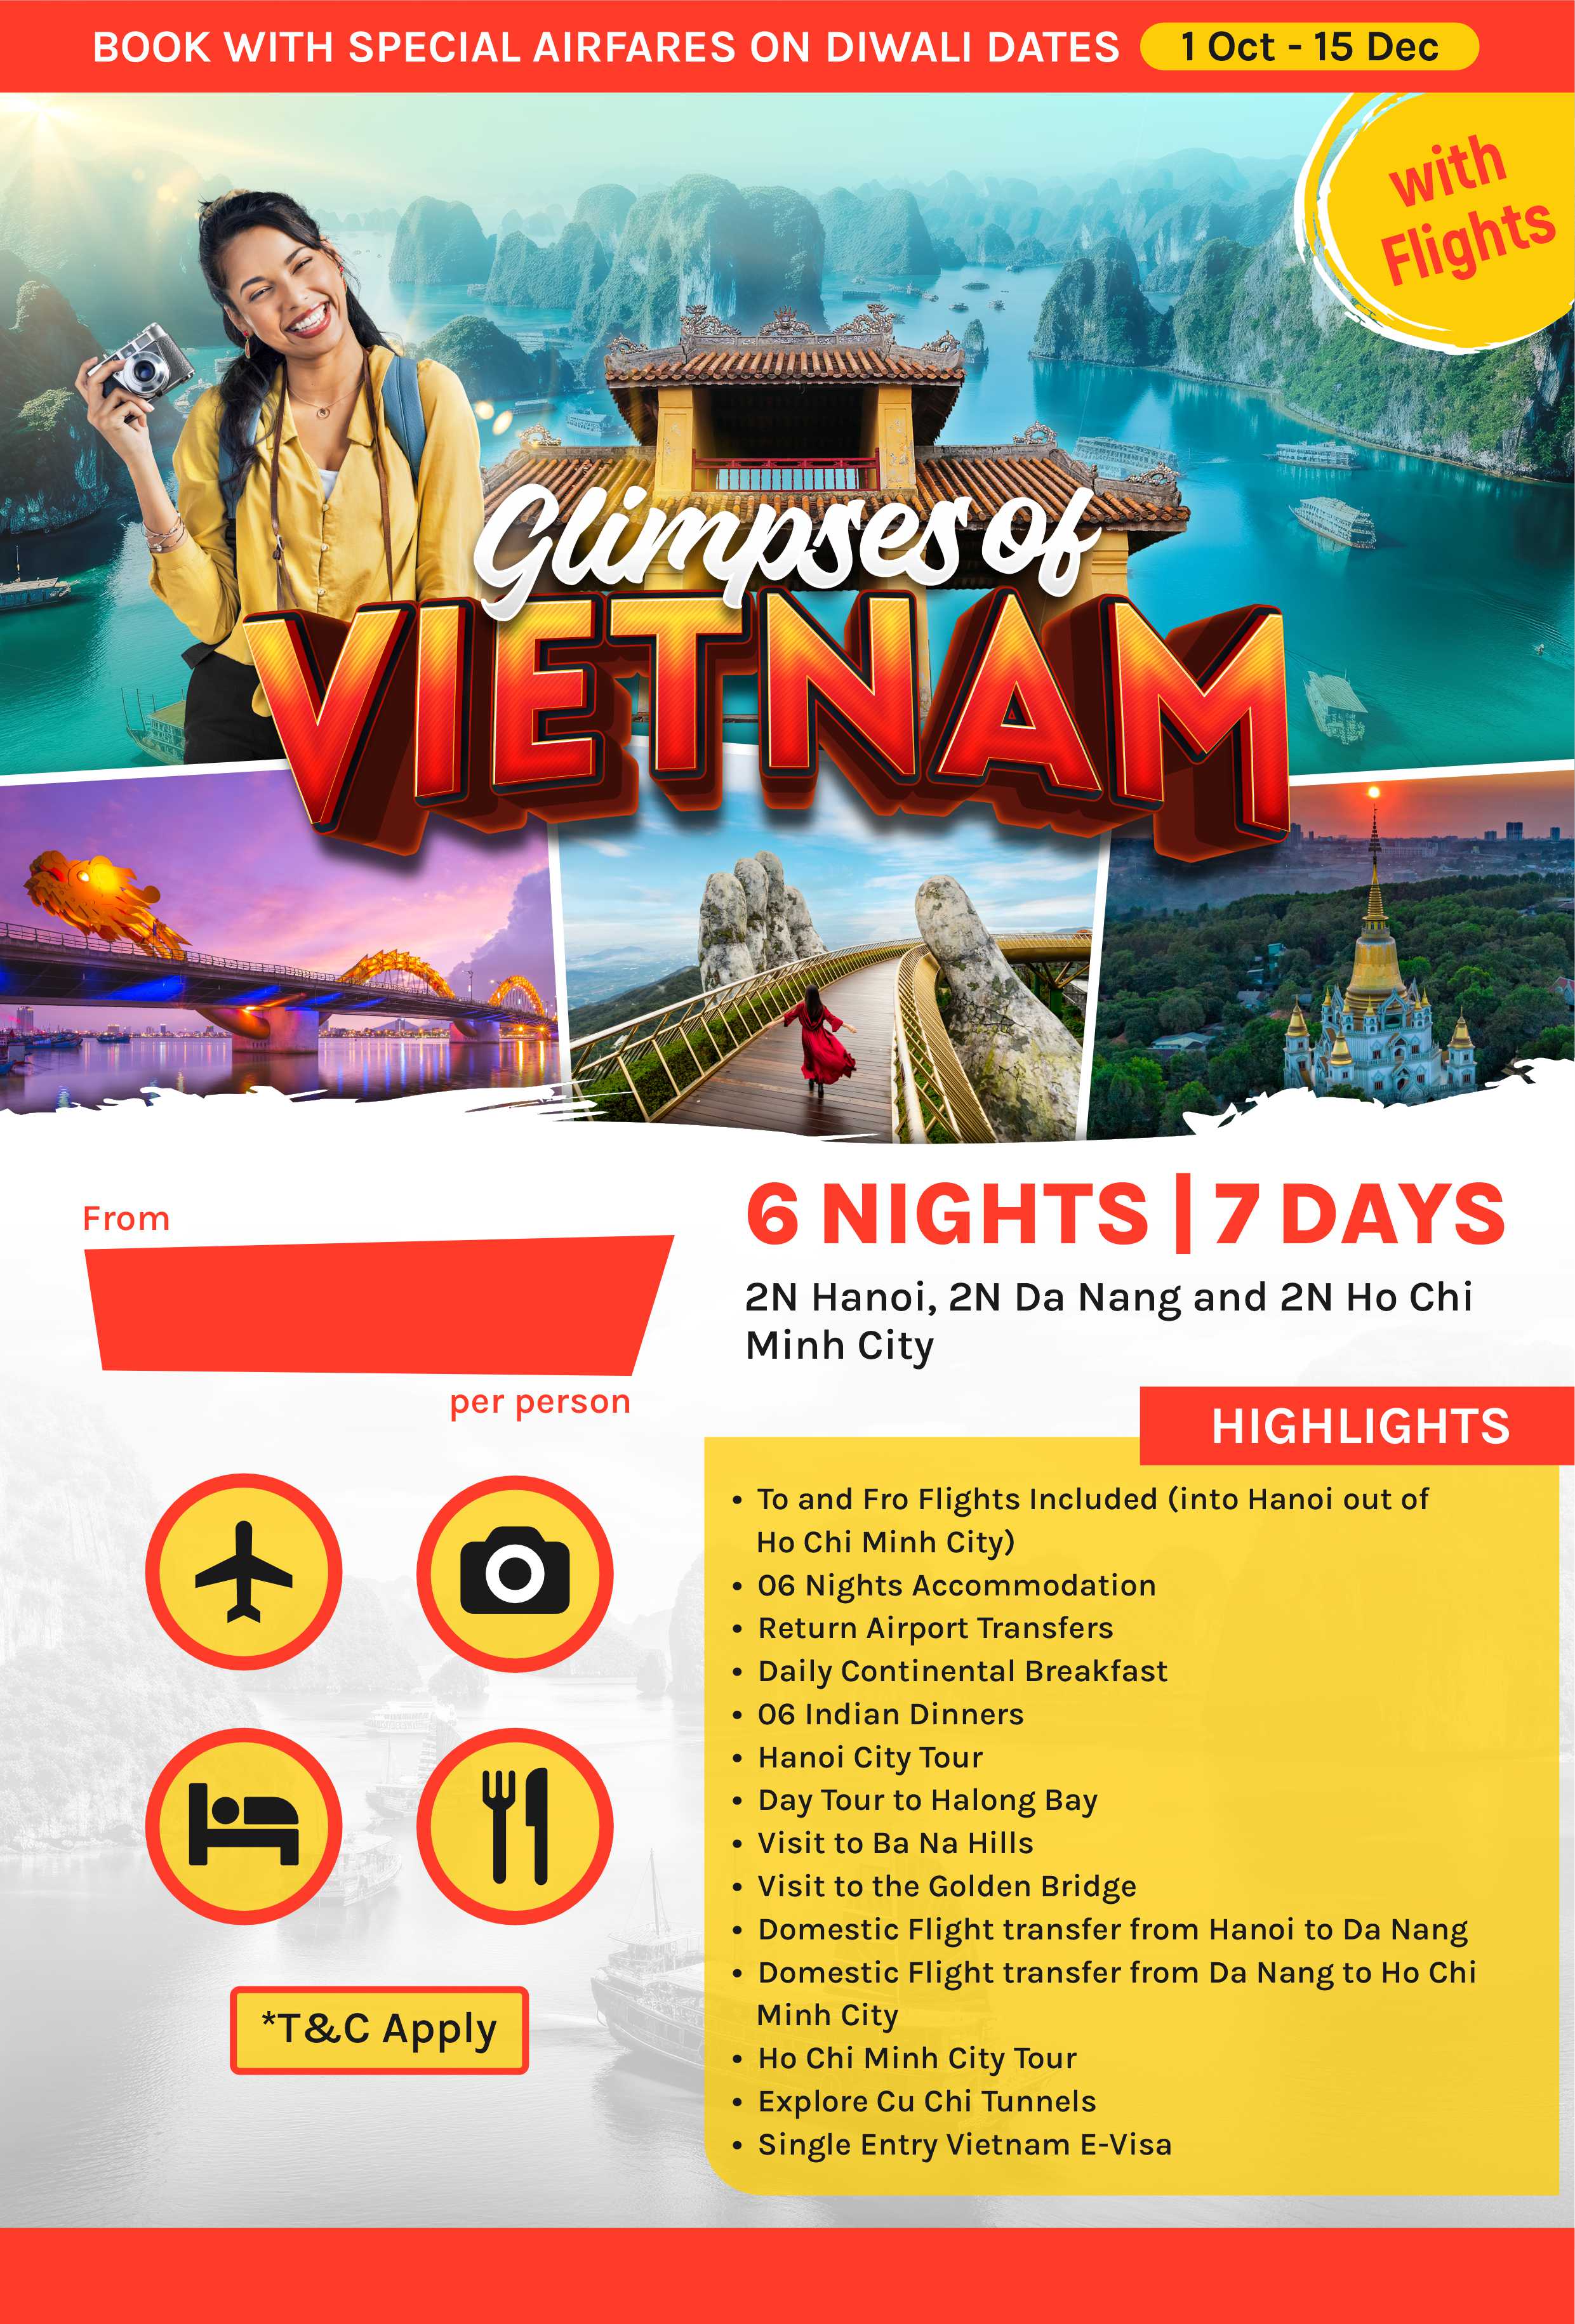 BOOK WITH SPECIAL AIRFARES ON DIWALI DATES 1 Oct - 15 Dec
with
Flights
Glimpses of
VIETNAM
From
per person
6 NIGHTS | 7 DAYS
2N Hanoi, 2N Da Nang and 2N Ho Chi
Minh City
HIGHLIGHTS
• To and Fro Flights Included (into Hanoi out of
Ho Chi Minh City)
• 06 Nights Accommodation
• Return Airport Transfers
• Daily Continental Breakfast
• 06 Indian Dinners
• Hanoi City Tour
• Day Tour to Halong Bay
• Visit to Ba Na Hills
• Visit to the Golden Bridge
• Domestic Flight transfer from Hanoi to Da Nang
• Domestic Flight transfer from Da Nang to Ho Chi
Minh City
• Ho Chi Minh City Tour
• Explore Cu Chi Tunnels
• Single Entry Vietnam E-Visa
*T&C Apply